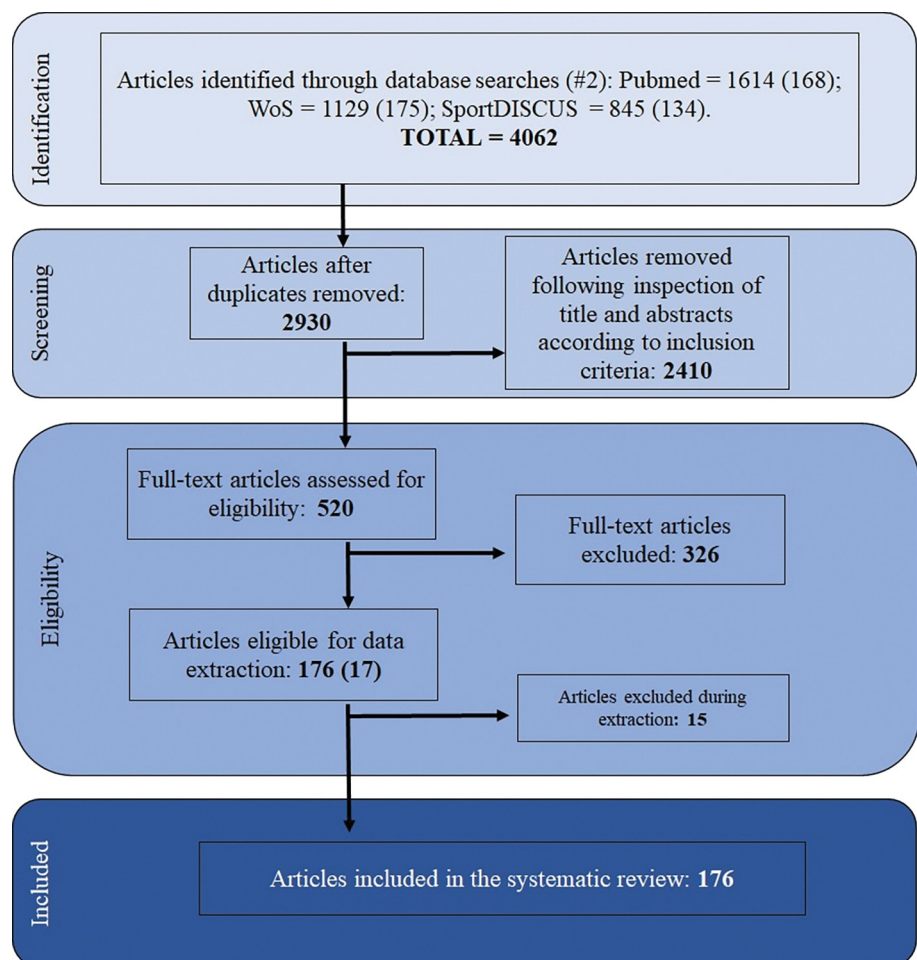 Identification
Articles identified through database searches (#2): Pubmed = 1614 (168);
WoS = 1129 (175); SportDISCUS = 845 (134).
TOTAL = 4062
Screening
Articles after
duplicates removed:
2930
Articles removed
following inspection of
title and abstracts
according to inclusion
criteria: 2410
Eligibility
Full-text articles assessed for
eligibility: 520
Full-text articles
excluded: 326
Articles eligible for data
extraction: 176 (17)
Articles excluded during
extraction: 15
Included
Articles included in the systematic review: 176